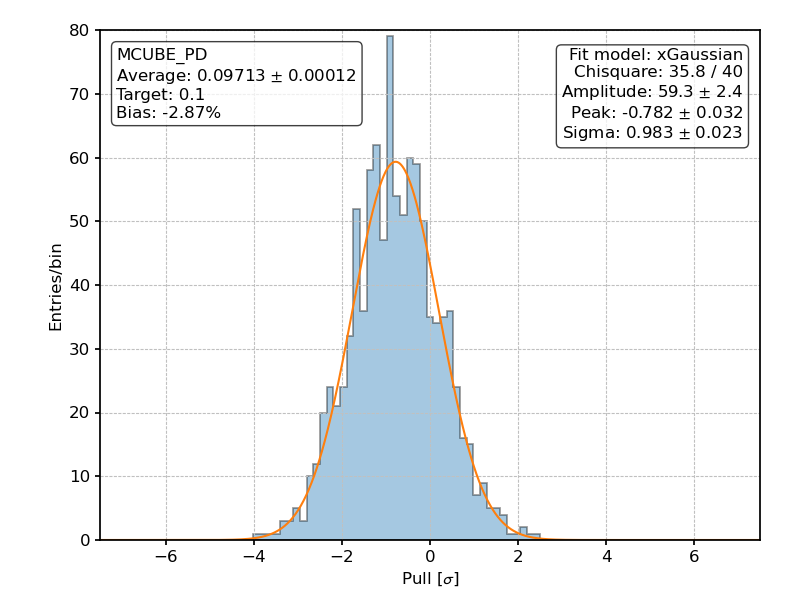 MCUBE_PD
Average: 0.09713 ± 0.00012
Target: 0.1
Bias: -2.87%
Fit model: xGaussian
Chisquare: 35.8 / 40
Amplitude: 59.3 ± 2.4
Peak: -0.782 ± 0.032
Sigma: 0.983 ± 0.023
Entries/bin
80
70
60
50
40
30
20
10
0
−6 −4 −2 0 2 4 6
Pull [σ]